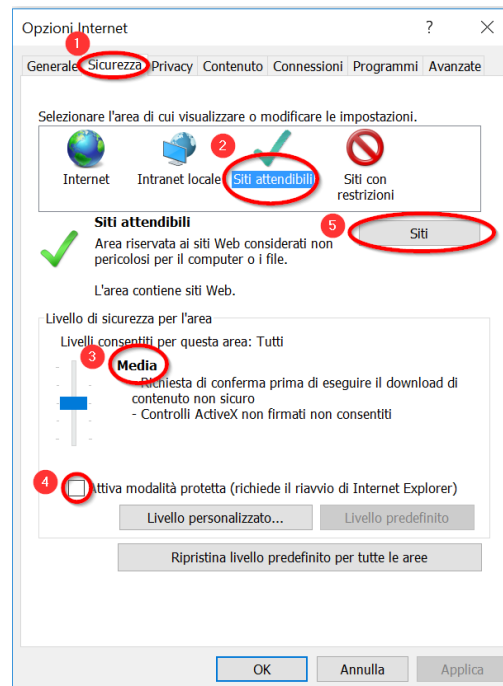 Opzioni Internet
?
1
Generale Sicurezza Privacy Contenuto Connessioni Programmi Avanzate
Selezionare l'area di cui visualizzare o modificare le impostazioni.
2
Internet
Intranet locale
Siti attendibili
Siti con
restrizioni
Siti attendibili
5
Siti
Area riservata ai siti Web considerati non
pericolosi per il computer o i file.
L'area contiene siti Web.
Livello di sicurezza per l'area
Livelli consentiti per questa area: Tutti
3
Media
- Richiesta di conferma prima di eseguire il download di
contenuto non sicuro
- Controlli ActiveX non firmati non consentiti
4
Attiva modalità protetta (richiede il riavvio di Internet Explorer)
Livello personalizzato...
Livello predefinito
Ripristina livello predefinito per tutte le aree
OK
Annulla
Applica